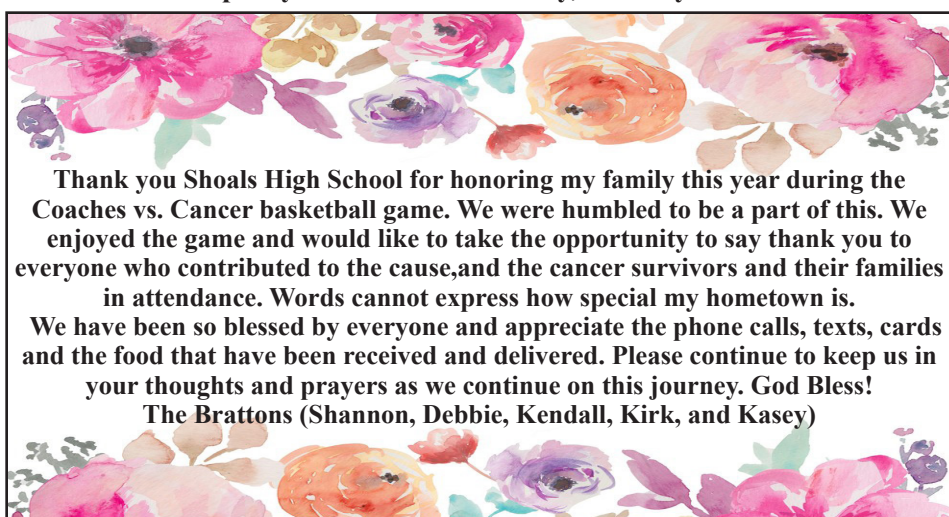 Thank you Shoals High School for honoring my family this year during the
Coaches vs. Cancer basketball game. We were humbled to be a part of this. We
enjoyed the game and would like to take the opportunity to say thank you to
everyone who contributed to the cause,and the cancer survivors and their families
in attendance. Words cannot express how special my hometown is.
We have been so blessed by everyone and appreciate the phone calls, texts, cards
and the food that have been received and delivered. Please continue to keep us in
your thoughts and prayers as we continue on this journey. God Bless!
The Brattons (Shannon, Debbie, Kendall, Kirk, and Kasey)